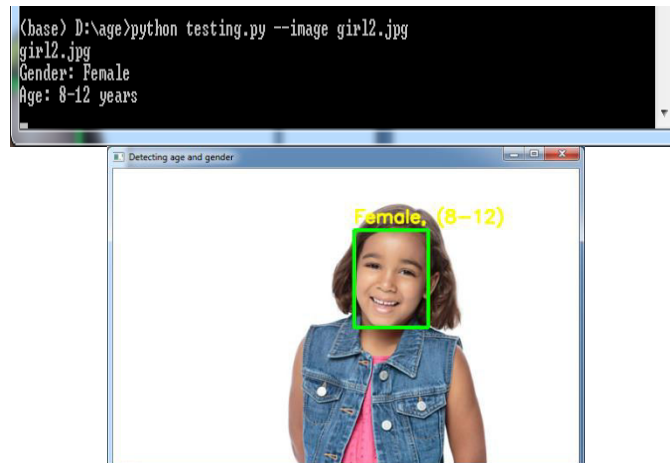 (base) D:\age>python testing.py --image girl2.jpg
girl2.jpg
Gender: Female
Age: 8-12 years
Detecting age and gender
Female, (8-12)